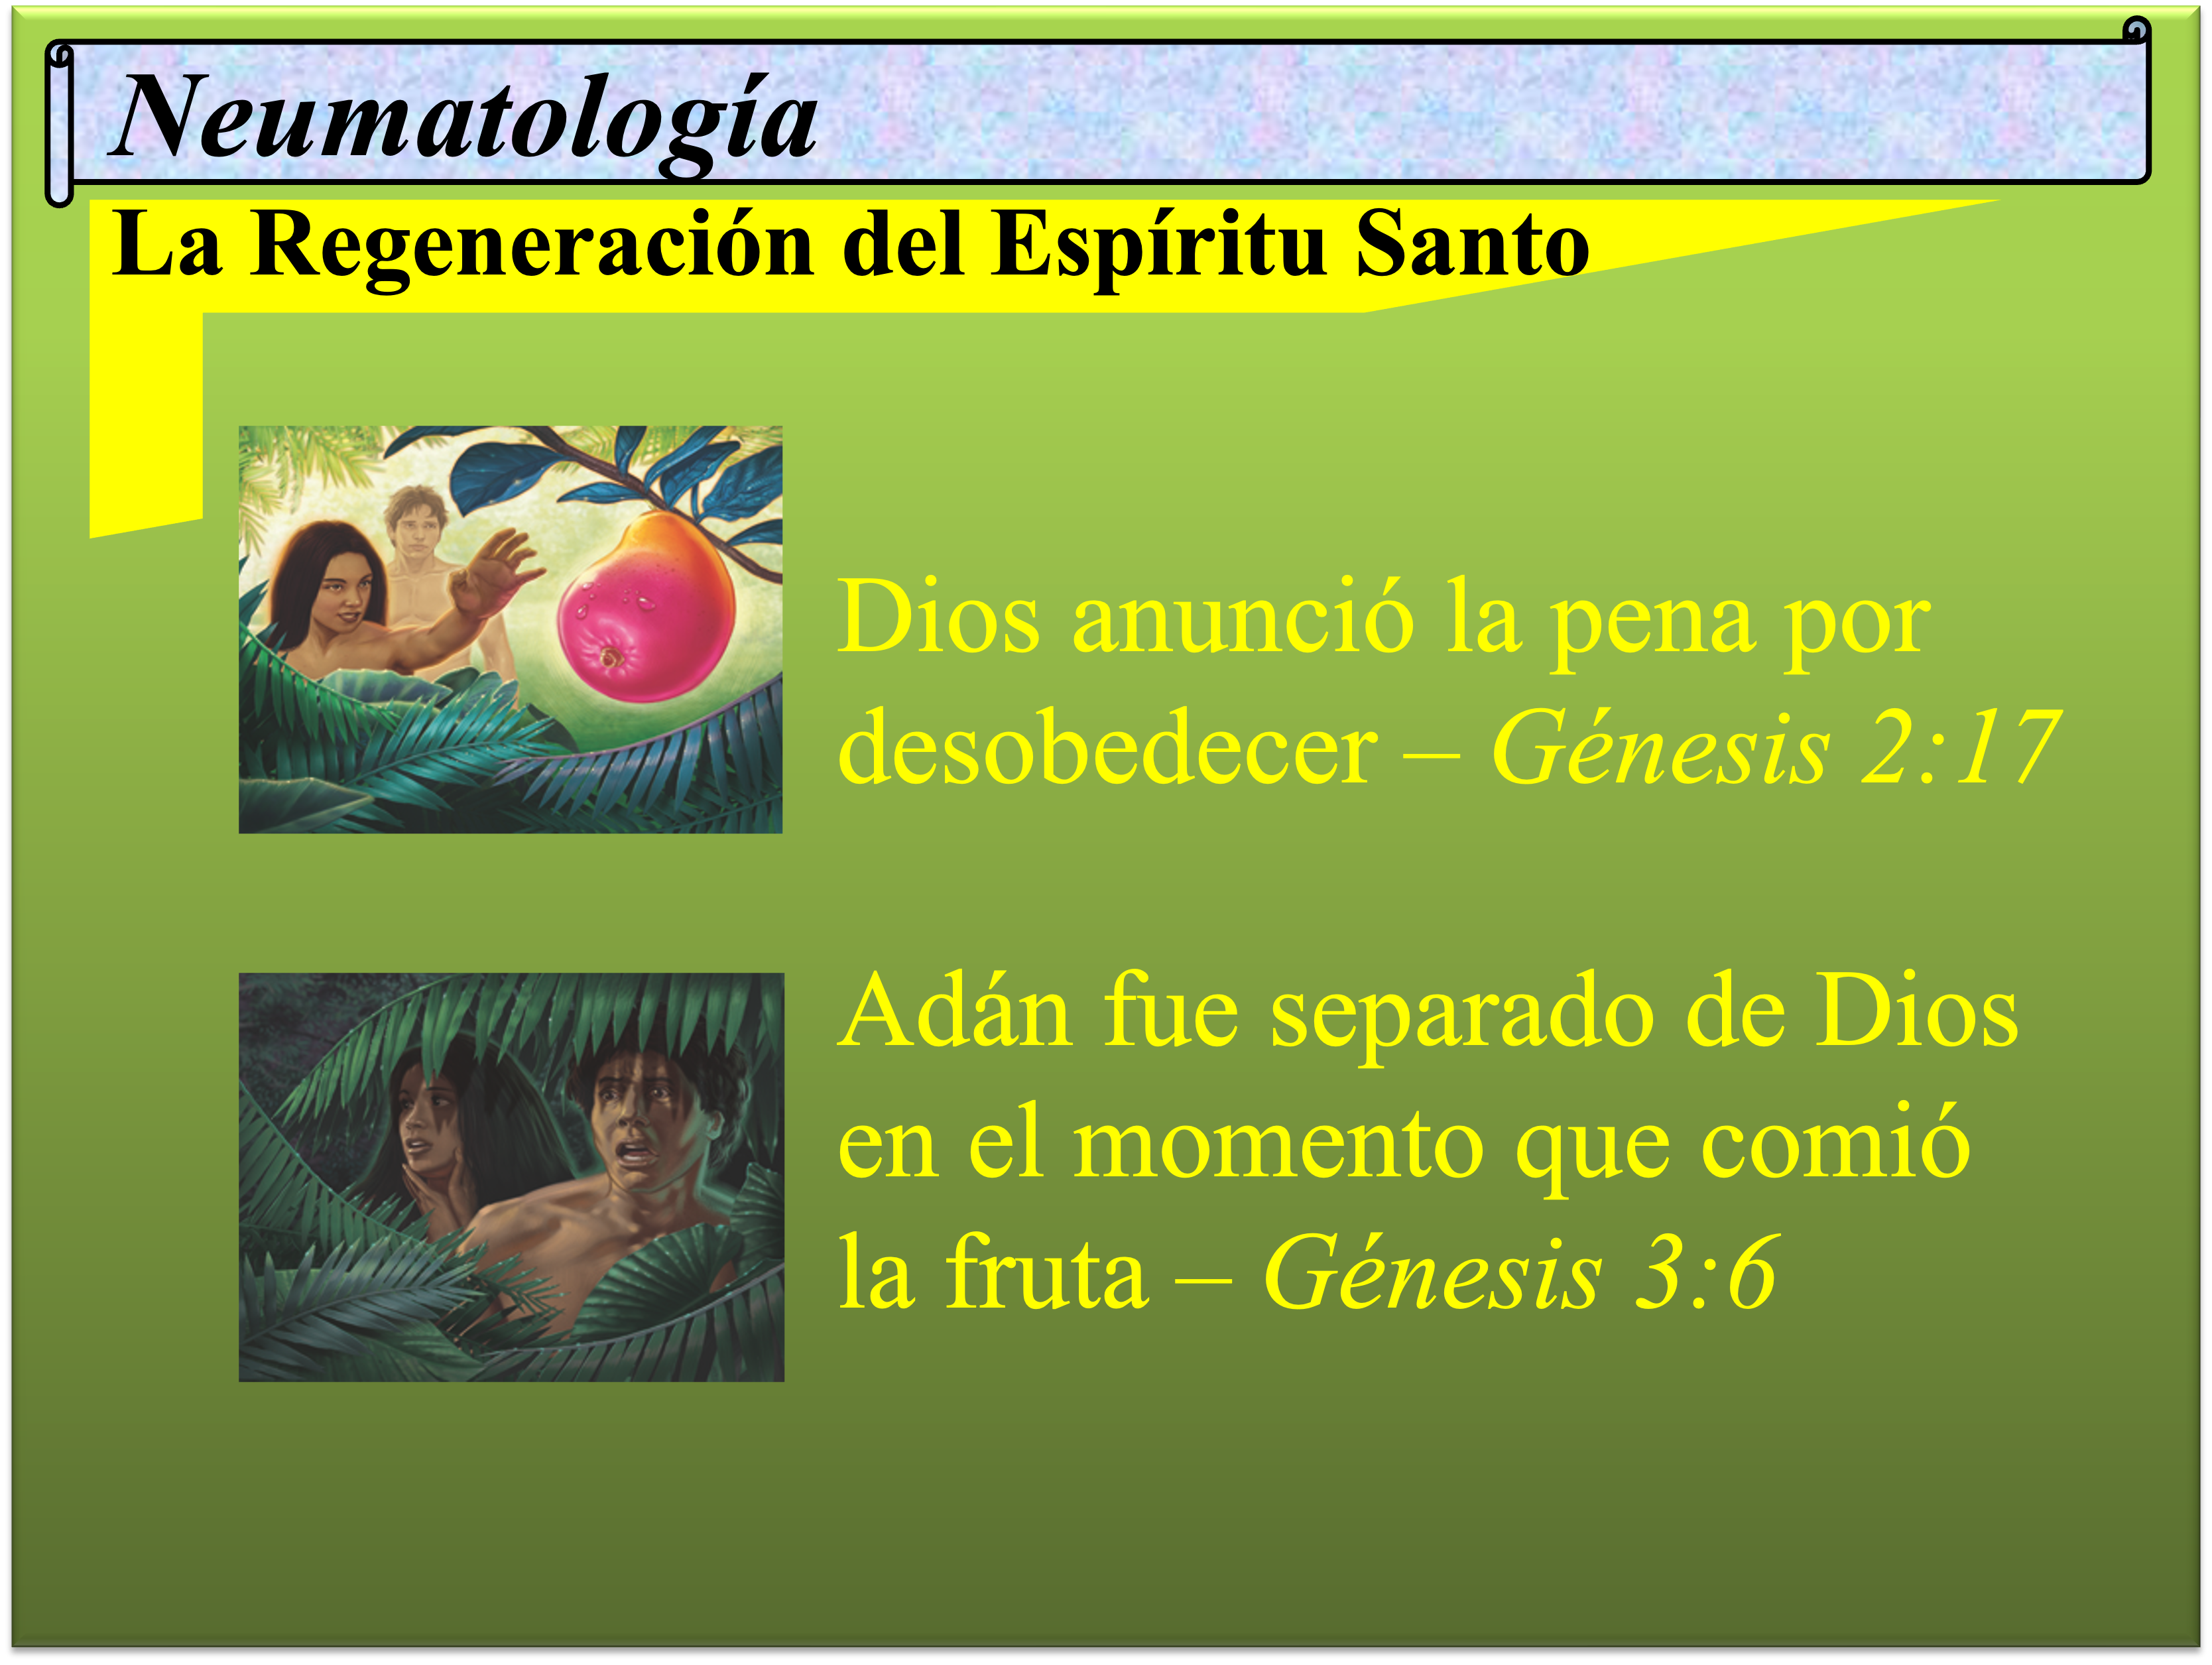 Neumatología
La Regeneración del Espíritu Santo
Dios anunció la pena por
desobedecer – Génesis 2:17
Adán fue separado de Dios
en el momento que comió
la fruta – Génesis 3:6